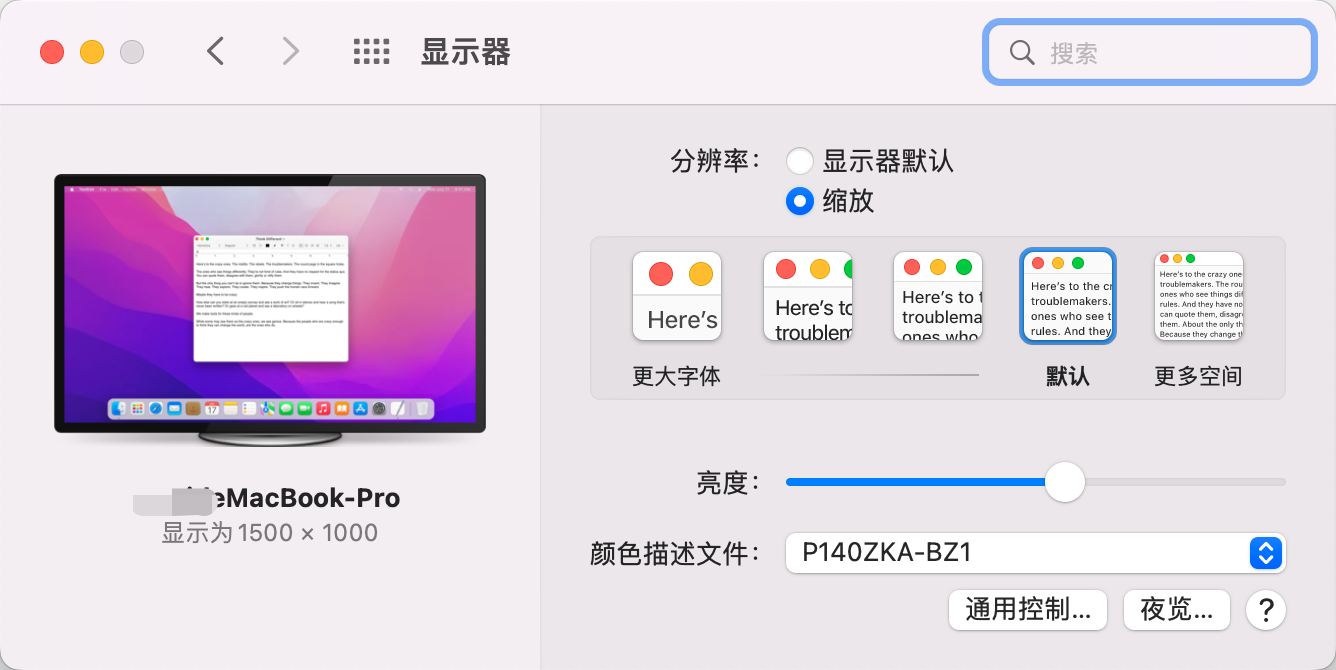 显示器
搜索
分辨率：
显示器默认
缩放
Here's
Here's to
troublem
Here's to t
troublema
ones who
Here's to the cr
troublemakers.
ones who see t
rules. And they
Here's to the crazy one
troublemakers. The rou
ones who see things dif
rules. And they have no
can quote them, disagr
them. About the only th
Because they change t
更大字体
默认
更多空间
eMacBook-Pro
显示为 1500 × 1000
亮度：
颜色描述文件：
P140ZKA-BZ1
通用控制...
夜览...
?